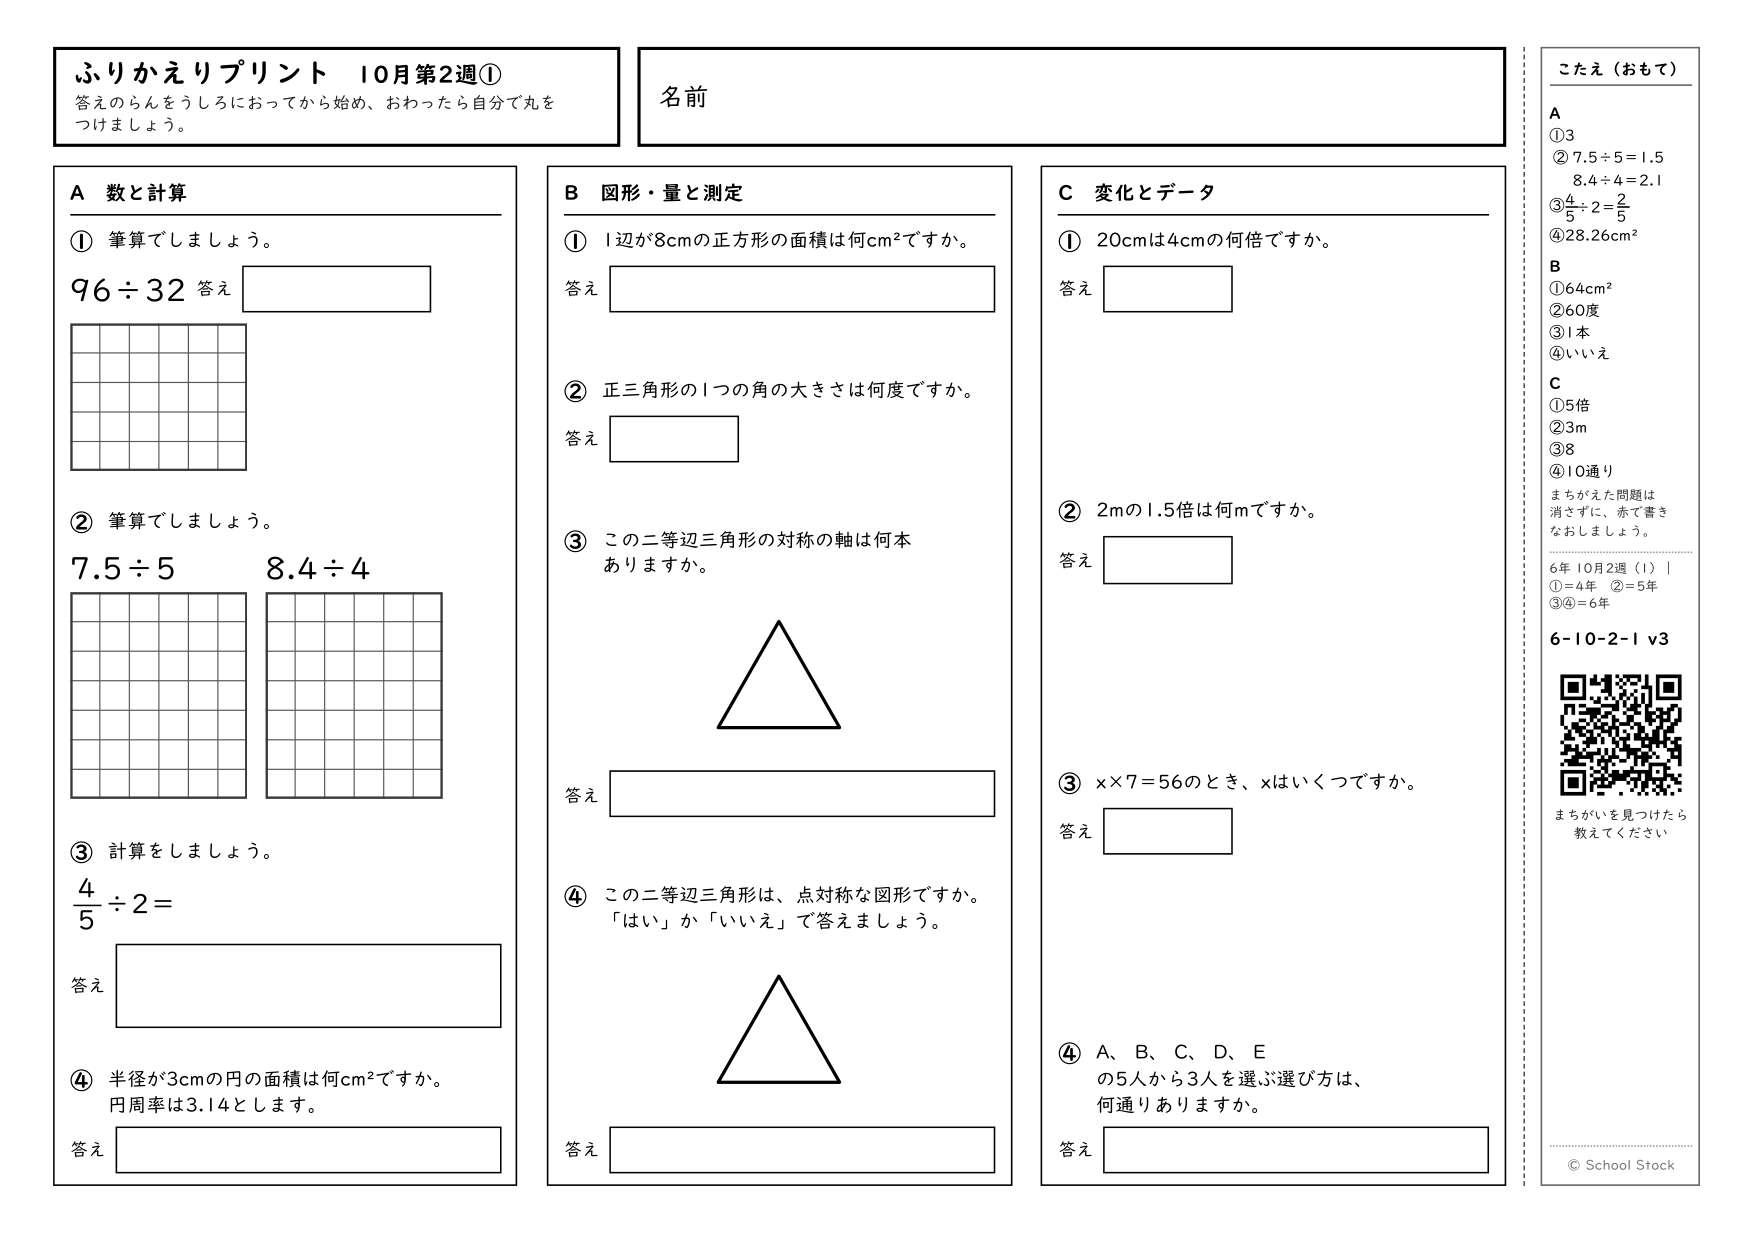 ふりかえりプリント　10月第2週①
答えのらんをうしろにおってから始め、おわったら自分で丸を
つけましょう。
名前
A　数と計算
① 筆算でしましょう。
96÷32 答え
② 筆算でしましょう。
7.5÷5　8.4÷4
③ 計算をしましょう。
4/5÷2＝
答え
④ 半径が3cmの円の面積は何cm²ですか。
円周率は3.14とします。
答え
B　図形・量と測定
① 1辺が8cmの正方形の面積は何cm²ですか。
答え
② 正三角形の1つの角の大きさは何度ですか。
答え
③ この二等辺三角形の対称の軸は何本
ありますか。
答え
④ この二等辺三角形は、点対称な図形ですか。
「はい」か「いいえ」で答えましょう。
答え
C　変化とデータ
① 20cmは4cmの何倍ですか。
答え
② 2mの1.5倍は何mですか。
答え
③ x×7＝56のとき、xはいくつですか。
答え
④ A、B、C、D、E
の5人から3人を選ぶ選び方は、
何通りありますか。
答え
こたえ（おもて）
A
①3
②7.5÷5＝1.5
8.4÷4＝2.1
③4/5÷2＝2/5
④28.26cm²
B
①64cm²
②60度
③1本
④いいえ
C
①5倍
②3m
③8
④10通り
まちがえた問題は
消さずに、赤で書き
なおしましょう。
6年 10月2週（1）｜
①＝4年　②＝5年
③④＝6年
6-10-2-1 v3
まちがいを見つけたら
教えてください
© School Stock